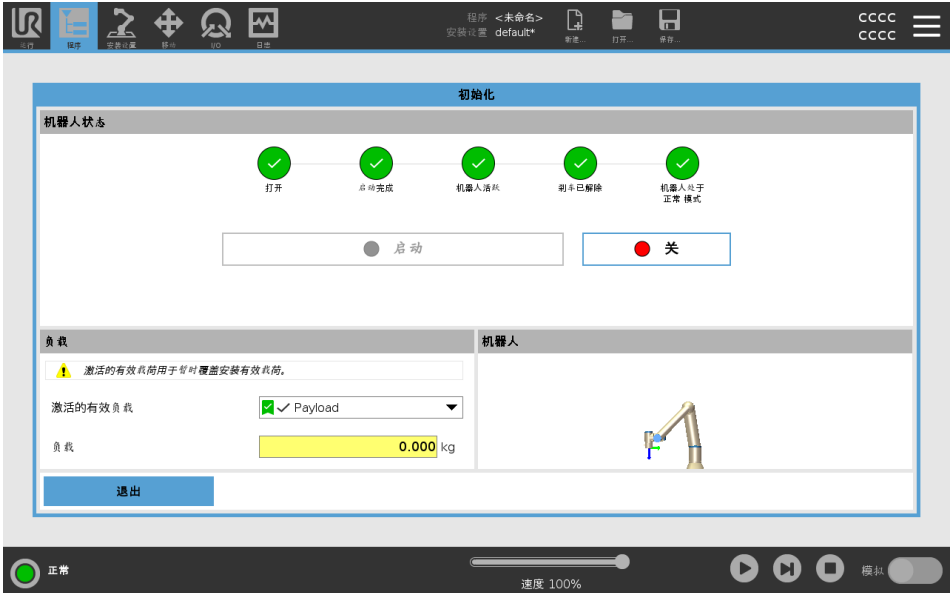 UR
运行 程序 安装设置 移动 I/O 日志
程序 <未命名>
安装设置 default*
新建... 打开... 保存...
CCCC
CCCC
初始化
机器人状态
打开 启动完成 机器人活跃 刹车已解除 机器人处于
正常 模式
启动 关
负载 机器人
激活的有效载荷用于暂时覆盖安装有效载荷。
激活的有效负载 Payload
负载 0.000 kg
退出
正常 速度 100% 模拟